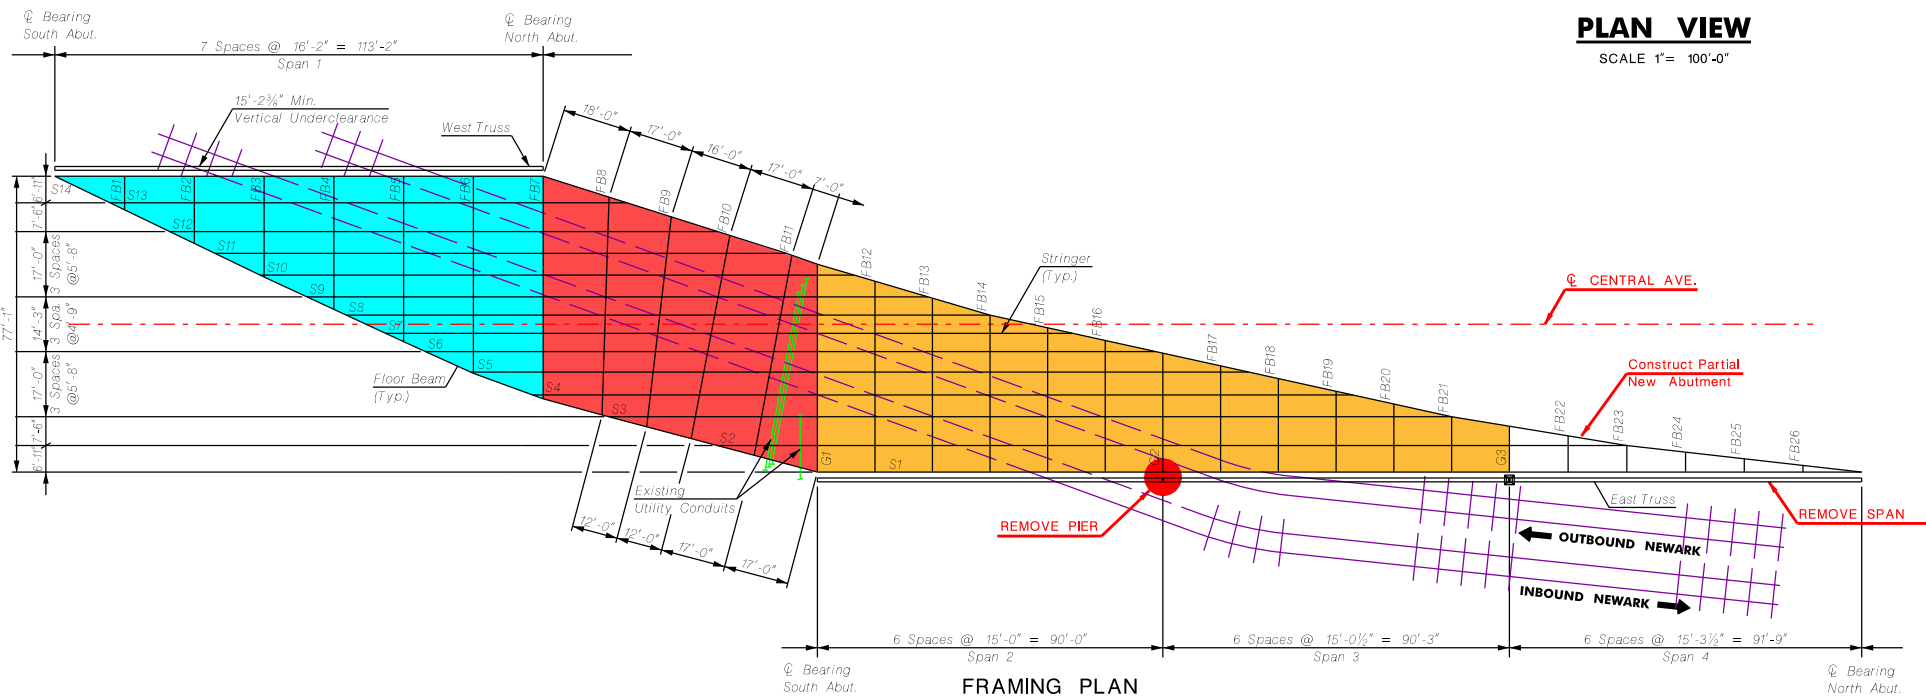 ℄ Bearing
South Abut.
℄ Bearing
North Abut.
7 Spaces @ 16'-2" = 113'-2"
Span 1
PLAN VIEW
SCALE 1"= 100'-0"
15'-2⅜" Min.
Vertical Underclearance
West Truss
18'-0"
17'-0"
16'-0"
17'-0"
7'-0"
77'-1"
6'-11"
7'-6"
17'-0"
3 Spaces
@5'-8"
14'-3"
3 Spa.
@4'-9"
17'-0"
3 Spaces
@5'-8"
7'-6"
6'-11"
S14
FB1
S13
FB2
FB3
FB4
FB5
FB6
FB7
FB8
FB9
FB10
FB11
FB12
FB13
FB14
FB15
FB16
FB17
FB18
FB19
FB20
FB21
FB22
FB23
FB24
FB25
FB26
S12
S11
S10
S9
S8
S7
S6
S5
S4
S3
S2
S1
G1
G2
G3
Stringer
(Typ.)
℄ CENTRAL AVE.
Floor Beam
(Typ.)
Construct Partial
New Abutment
Existing
Utility Conduits
12'-0"
12'-0"
17'-0"
17'-0"
REMOVE PIER
East Truss
REMOVE SPAN
OUTBOUND NEWARK
INBOUND NEWARK
6 Spaces @ 15'-0" = 90'-0"
Span 2
6 Spaces @ 15'-0½" = 90'-3"
Span 3
6 Spaces @ 15'-3½" = 91'-9"
Span 4
℄ Bearing
South Abut.
FRAMING PLAN
℄ Bearing
North Abut.